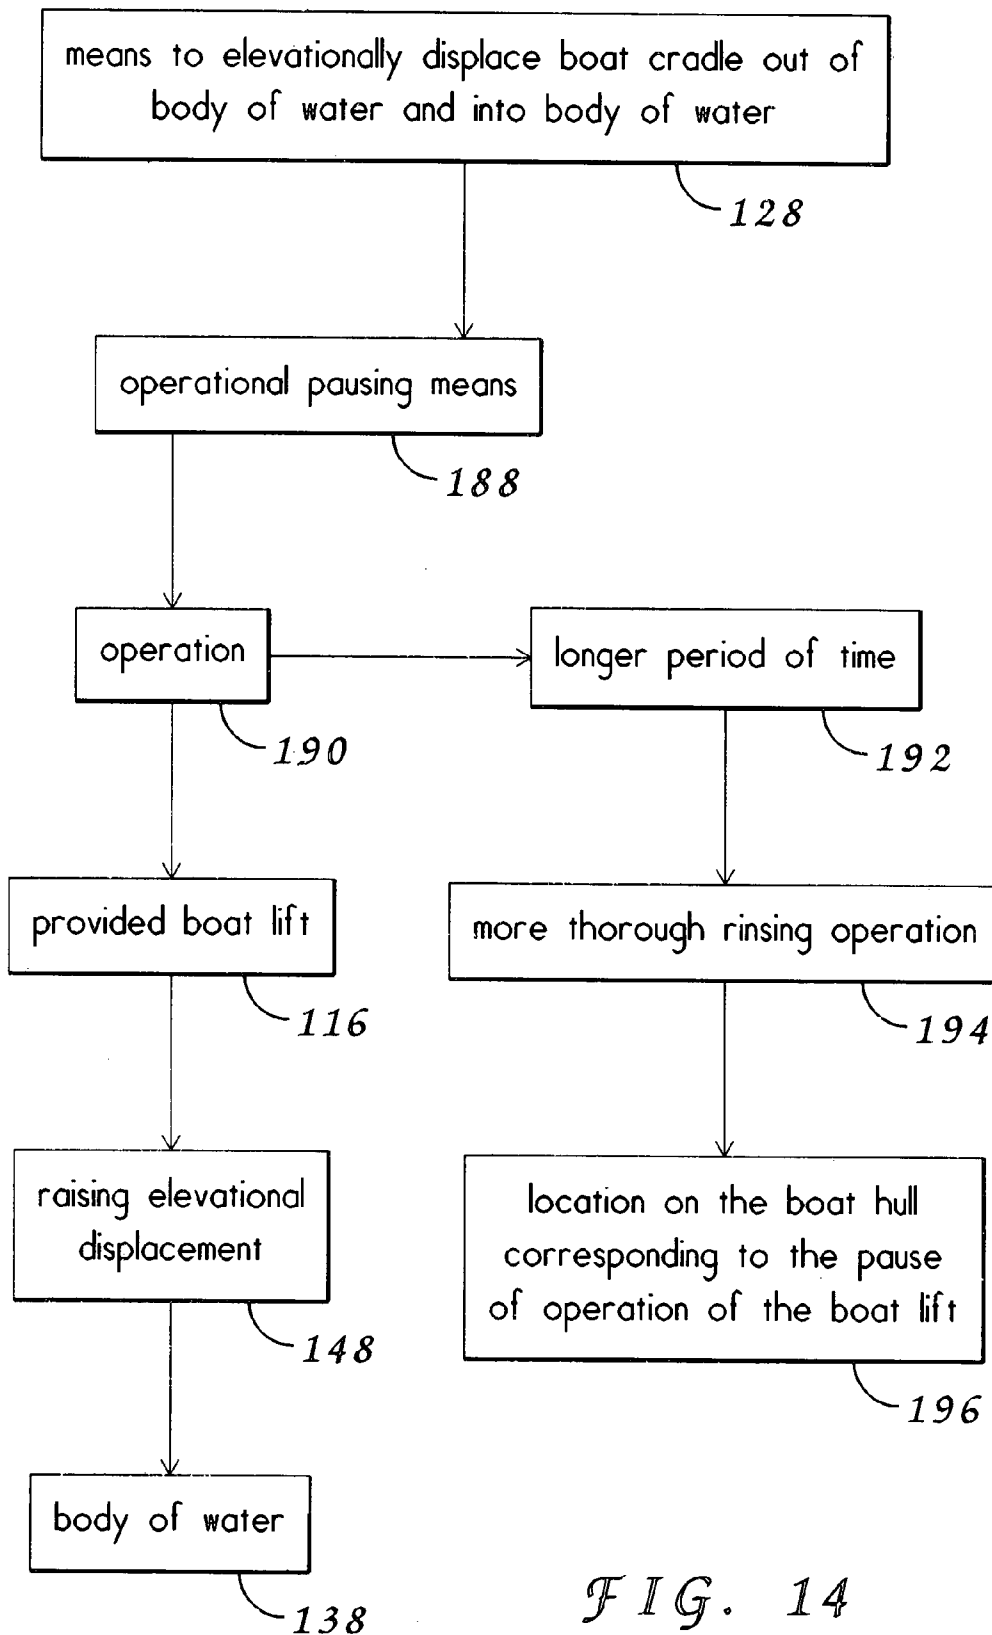 means to elevationally displace boat cradle out of
body of water and into body of water
128
operational pausing means
188
operation
190
longer period of time
192
provided boat lift
116
more thorough rinsing operation
194
raising elevational
displacement
148
location on the boat hull
corresponding to the pause
of operation of the boat lift
196
body of water
138
FIG. 14